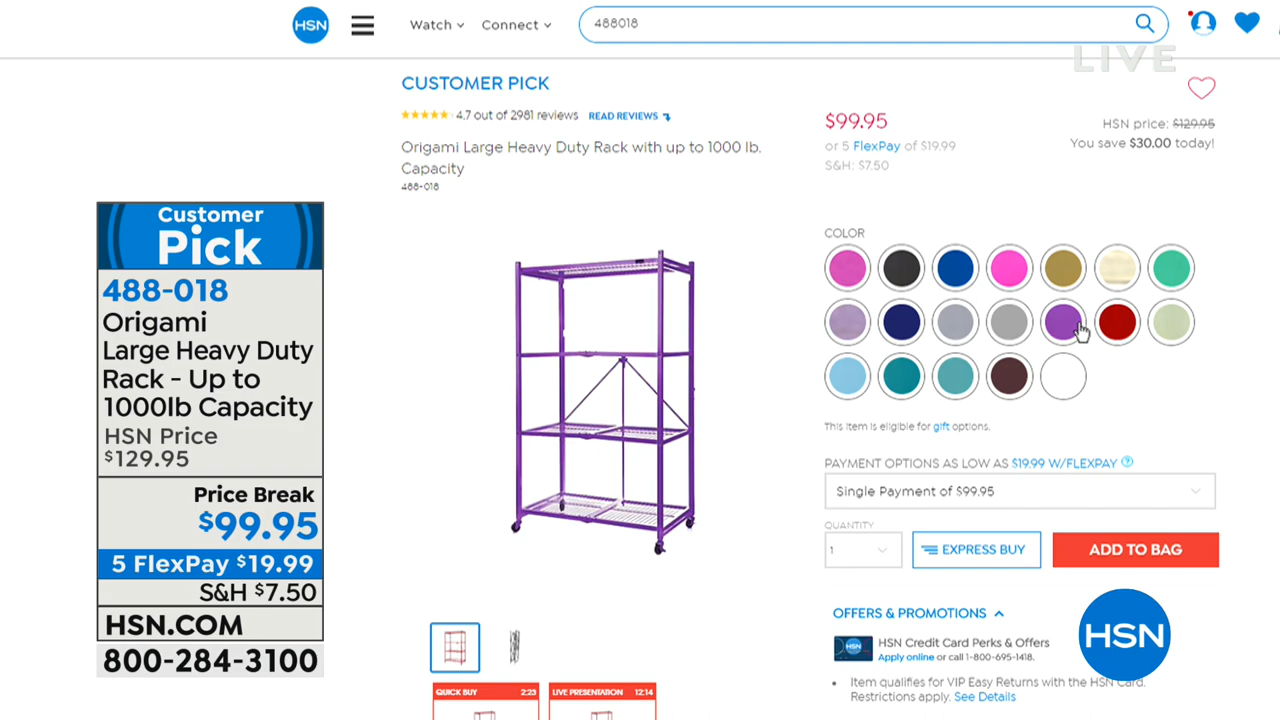 HSN
Watch
Connect
488018
LIVE
CUSTOMER PICK
4.7 out of 2981 reviews READ REVIEWS
Origami Large Heavy Duty Rack with up to 1000 lb.
Capacity
488-018
$99.95
or 5 FlexPay of $19.99
S&H: $7.50
HSN price: $129.95
You save $30.00 today!
Customer
Pick
488-018
Origami
Large Heavy Duty
Rack - Up to
1000lb Capacity
HSN Price
$129.95
Price Break
$99.95
5 FlexPay $19.99
S&H $7.50
HSN.COM
800-284-3100
COLOR
This item is eligible for gift options.
PAYMENT OPTIONS AS LOW AS $19.99 W/FLEXPAY ?
Single Payment of $99.95
QUANTITY
1
EXPRESS BUY
ADD TO BAG
OFFERS & PROMOTIONS
HSN
HSN Credit Card Perks & Offers
Apply online or call 1-800-695-1418.
HSN
• Item qualifies for VIP Easy Returns with the HSN Card.
Restrictions apply. See Details
QUICK BUY 2:23
LIVE PRESENTATION 12:14